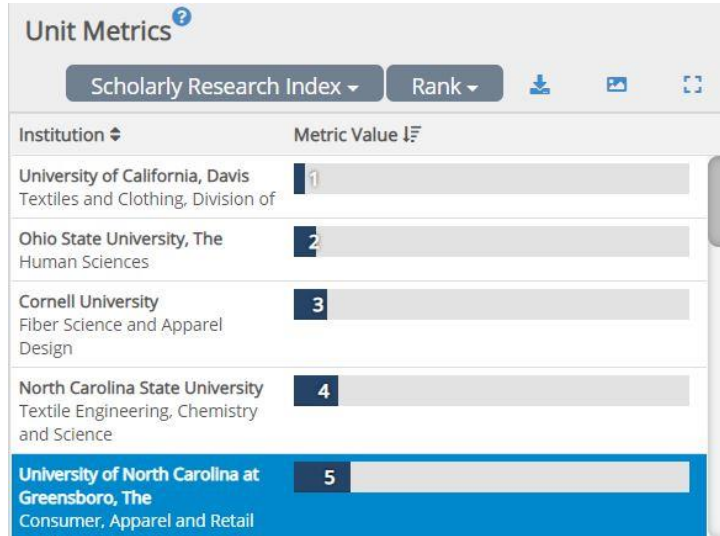 Unit Metrics?
Scholarly Research Index Rank
Institution Metric Value
University of California, Davis
Textiles and Clothing, Division of
1
Ohio State University, The
Human Sciences
2
Cornell University
Fiber Science and Apparel
Design
3
North Carolina State University
Textile Engineering, Chemistry
and Science
4
University of North Carolina at
Greensboro, The
Consumer, Apparel and Retail
5